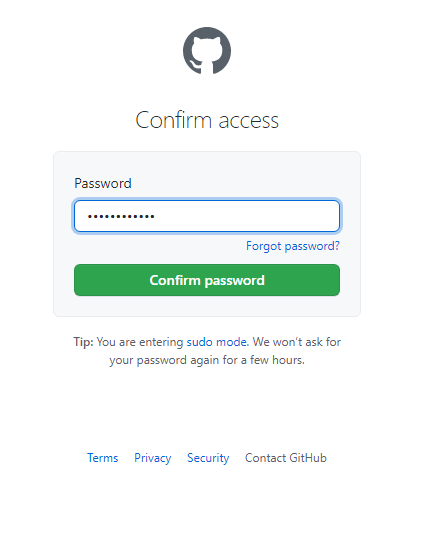 Confirm access
Password
••••••••••••
Forgot password?
Confirm password
Tip: You are entering sudo mode. We won't ask for
your password again for a few hours.
Terms Privacy Security Contact GitHub